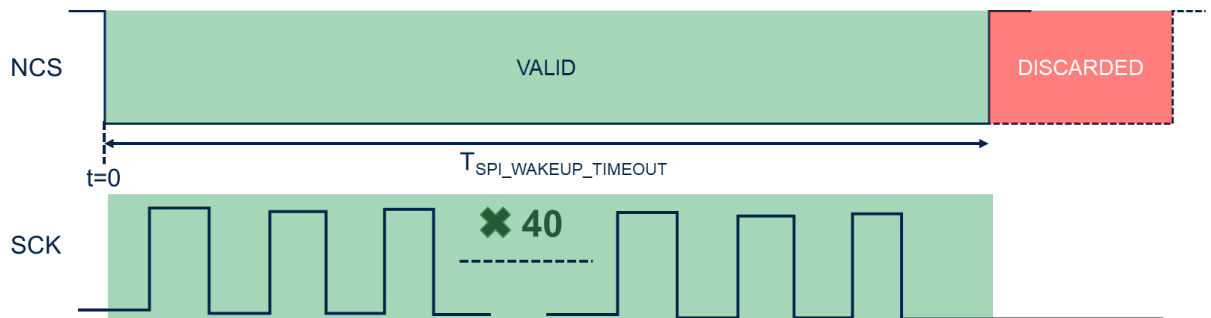 NCS
VALID
DISCARDED
t=0
T_SPI_WAKEUP_TIMEOUT
SCK
✖ 40